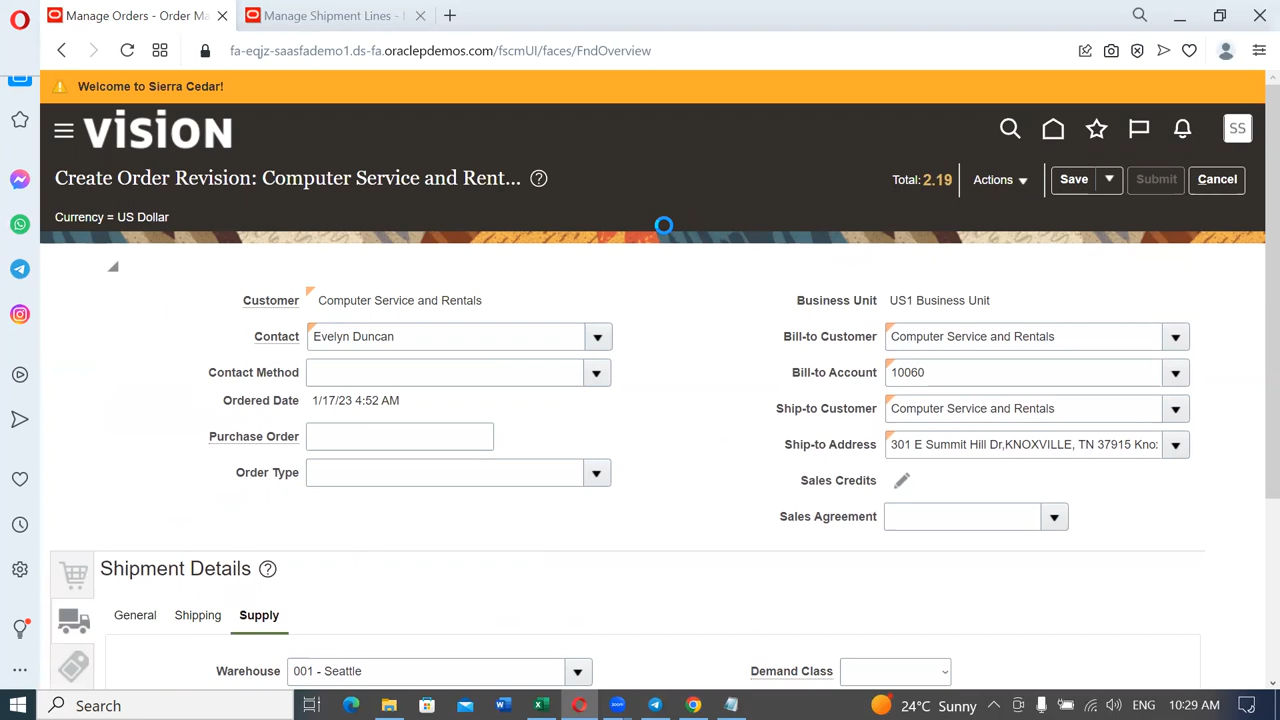 Manage Orders - Order Ma
Manage Shipment Lines -
fa-eqjz-saasfademo1.ds-fa.oraclepdemos.com/fscmUI/faces/FndOverview
Welcome to Sierra Cedar!
VISION
SS
Create Order Revision: Computer Service and Rent...
Total: 2.19
Actions
Save
Submit
Cancel
Currency = US Dollar
Customer Computer Service and Rentals
Business Unit US1 Business Unit
Contact Evelyn Duncan
Bill-to Customer Computer Service and Rentals
Contact Method
Bill-to Account 10060
Ordered Date 1/17/23 4:52 AM
Ship-to Customer Computer Service and Rentals
Purchase Order
Ship-to Address 301 E Summit Hill Dr,KNOXVILLE, TN 37915 Kno
Order Type
Sales Credits
Sales Agreement
Shipment Details
General Shipping Supply
Warehouse 001 - Seattle
Demand Class
Search
24°C Sunny
ENG
10:29 AM